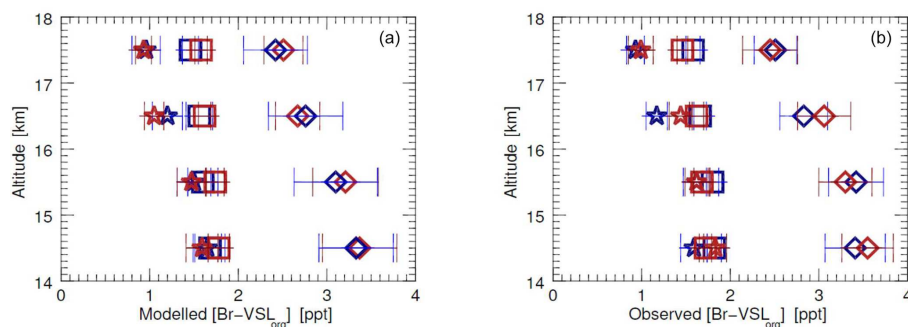 18
17
16
15
14
Altitude [km]
(a)
0 1 2 3 4
Modelled [Br−VSL_org] [ppt]
18
17
16
15
14
Altitude [km]
(b)
0 1 2 3 4
Observed [Br−VSL_org] [ppt]